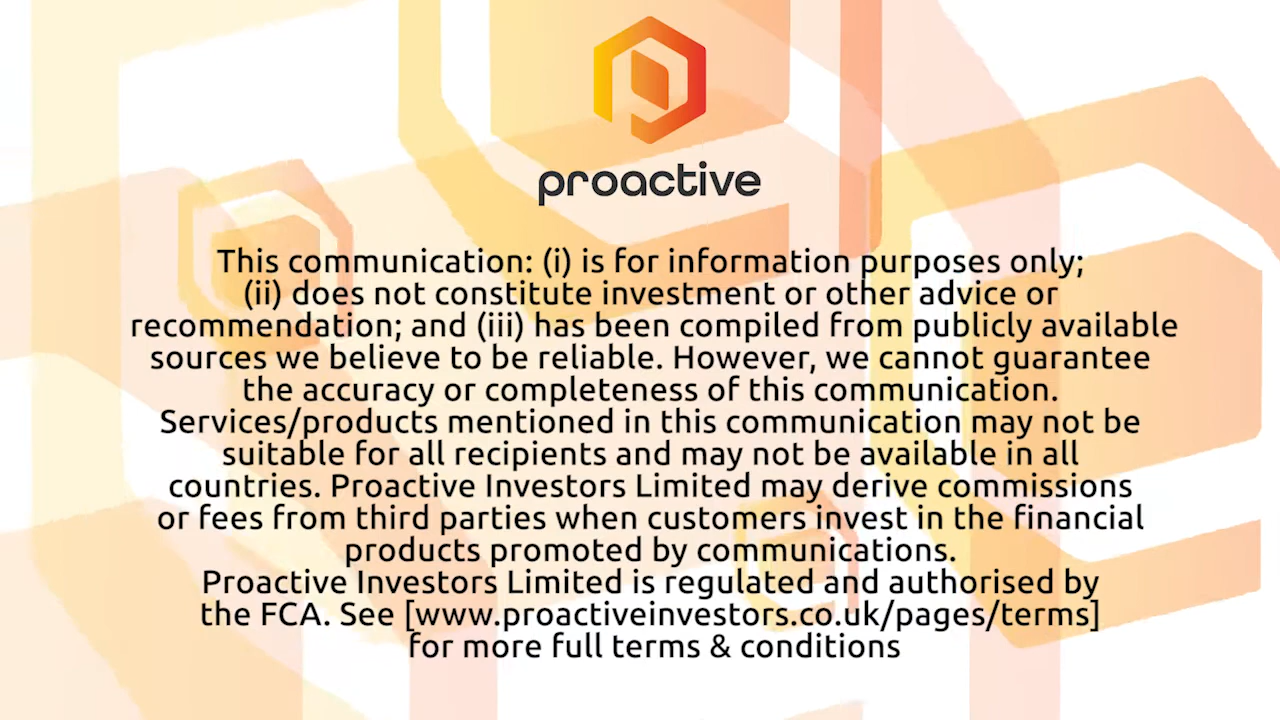 proactive
This communication: (i) is for information purposes only;
(ii) does not constitute investment or other advice or
recommendation; and (iii) has been compiled from publicly available
sources we believe to be reliable. However, we cannot guarantee
the accuracy or completeness of this communication.
Services/products mentioned in this communication may not be
suitable for all recipients and may not be available in all
countries. Proactive Investors Limited may derive commissions
or fees from third parties when customers invest in the financial
products promoted by communications.
Proactive Investors Limited is regulated and authorised by
the FCA. See [www.proactiveinvestors.co.uk/pages/terms]
for more full terms & conditions